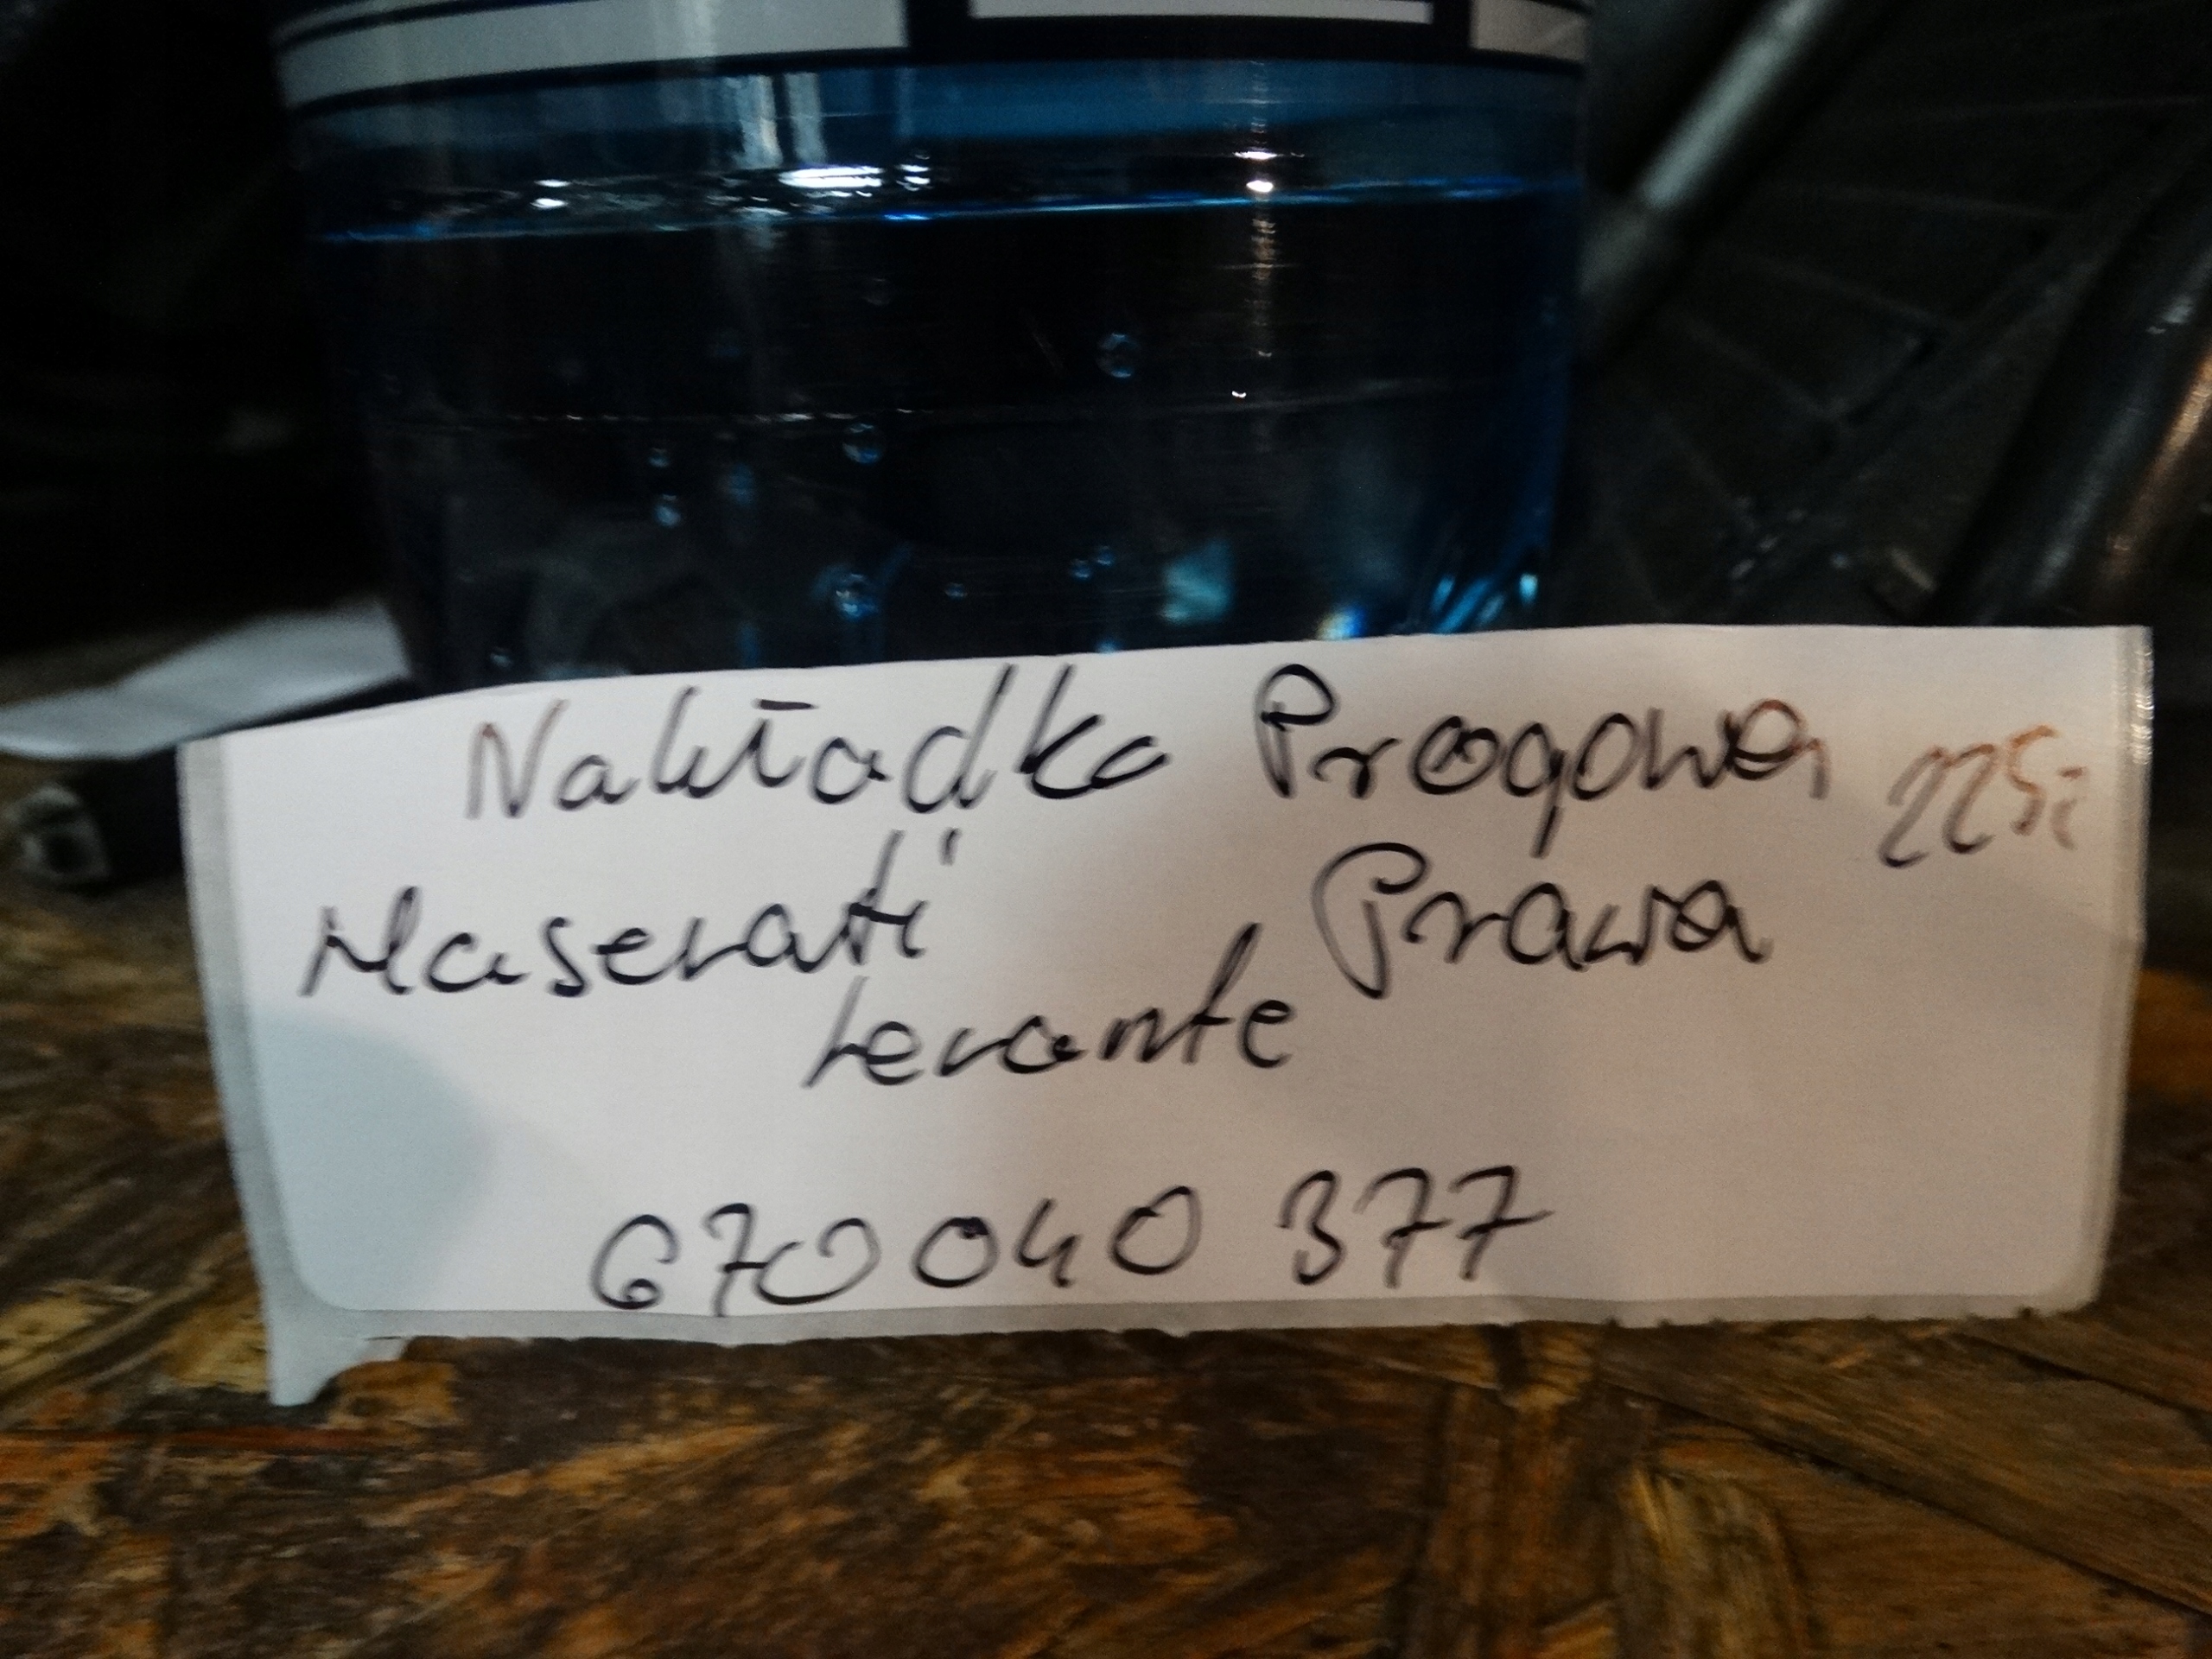 Nakładka Progowa
Maserati Prawa
Levante
670040377